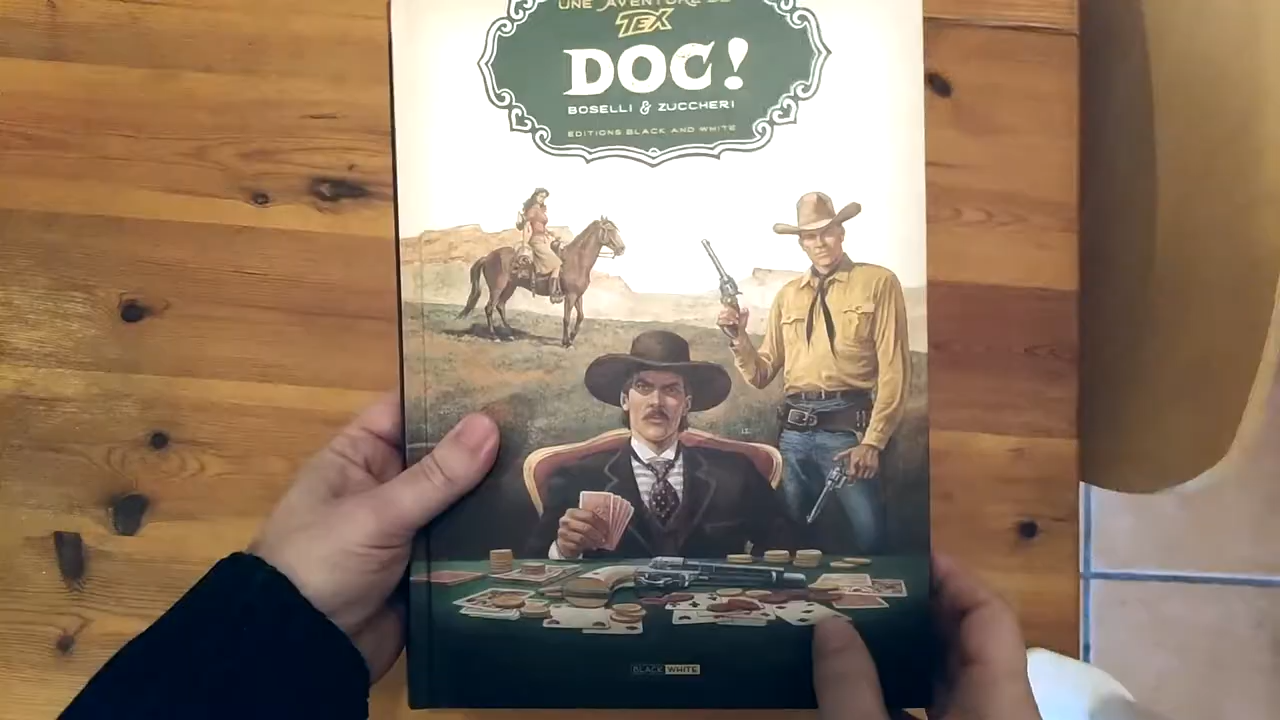 UNE AVENTURE DE
TEX
DOC!
BOSELLI & ZUCCHERI
EDITIONS BLACK AND WHITE
BLACK WHITE